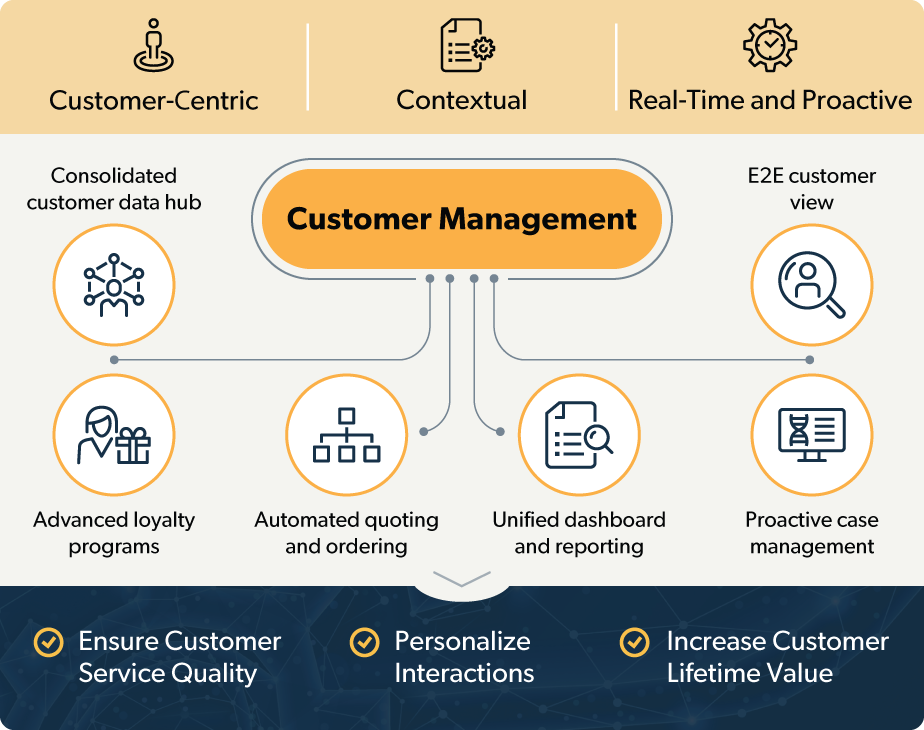 Customer-Centric
Contextual
Real-Time and Proactive
Consolidated
customer data hub
Customer Management
E2E customer
view
Advanced loyalty
programs
Automated quoting
and ordering
Unified dashboard
and reporting
Proactive case
management
Ensure Customer
Service Quality
Personalize
Interactions
Increase Customer
Lifetime Value